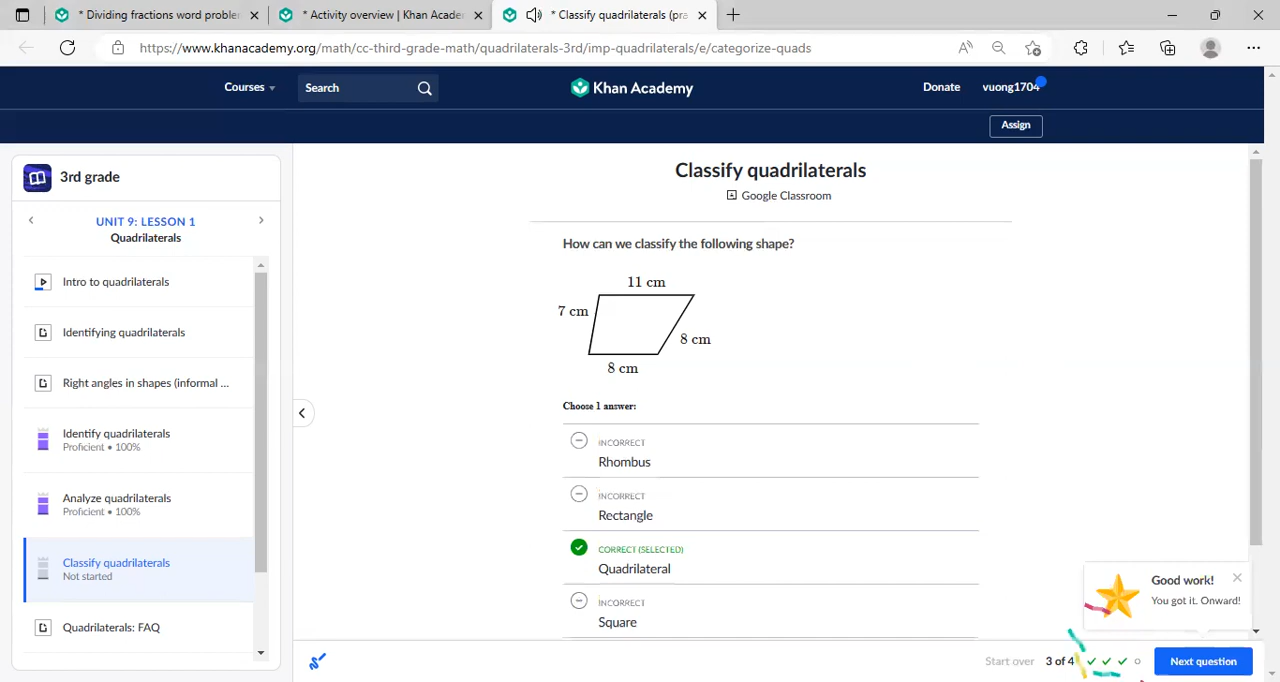 * Dividing fractions word proble
* Activity overview | Khan Acade
* Classify quadrilaterals (pra
https://www.khanacademy.org/math/cc-third-grade-math/quadrilaterals-3rd/imp-quadrilaterals/e/categorize-quads
Courses
Search
Khan Academy
Donate
vuong1704
Assign
3rd grade
UNIT 9: LESSON 1
Quadrilaterals
Intro to quadrilaterals
Identifying quadrilaterals
Right angles in shapes (informal ...
Identify quadrilaterals
Proficient • 100%
Analyze quadrilaterals
Proficient • 100%
Classify quadrilaterals
Not started
Quadrilaterals: FAQ
Classify quadrilaterals
Google Classroom
How can we classify the following shape?
11 cm
7 cm
8 cm
8 cm
Choose 1 answer:
INCORRECT
Rhombus
INCORRECT
Rectangle
CORRECT (SELECTED)
Quadrilateral
INCORRECT
Square
Good work!
You got it. Onward!
Start over
3 of 4
Next question